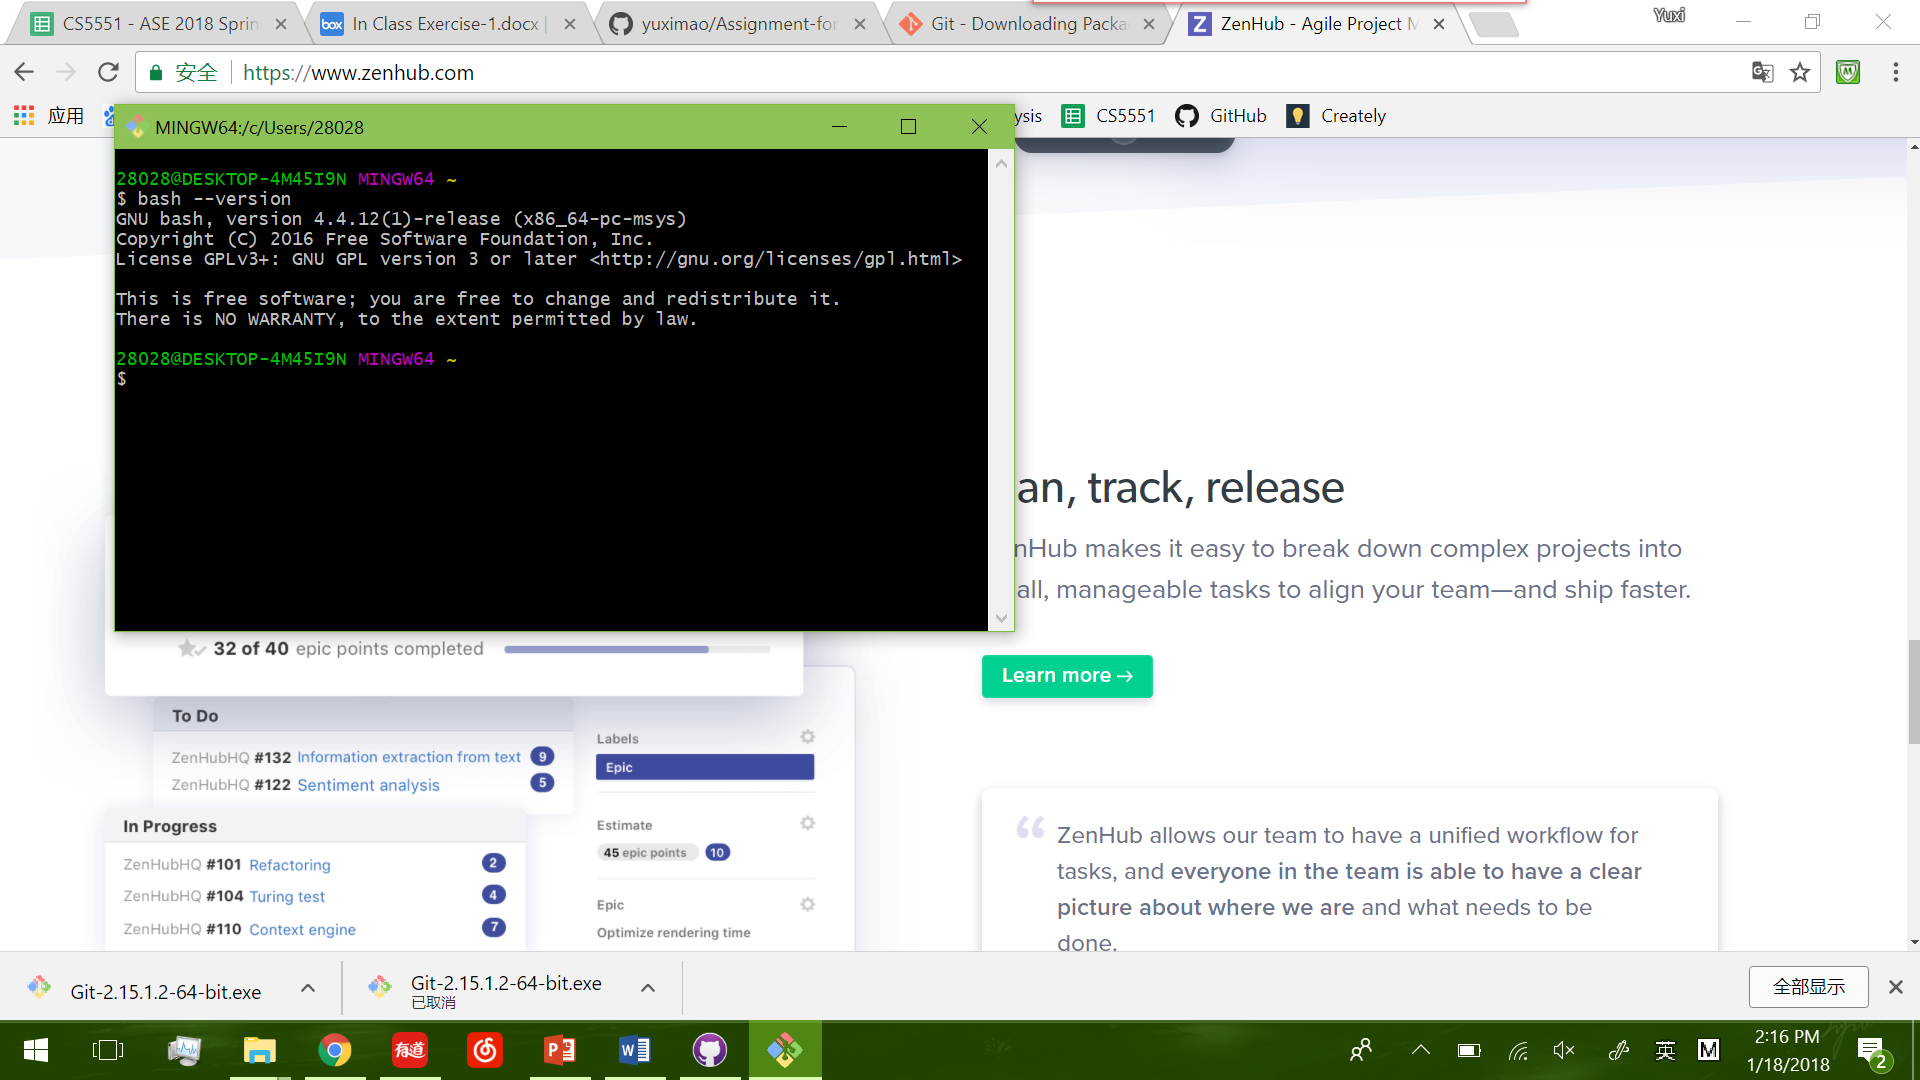 CS5551 - ASE 2018 Sprin
In Class Exercise-1.docx |
yuximao/Assignment-for
Git - Downloading Packa
ZenHub - Agile Project M
Yuxi
安全
https://www.zenhub.com
应用
ysis
CS5551
GitHub
Creately
MINGW64:/c/Users/28028
28028@DESKTOP-4M45I9N MINGW64 ~
$ bash --version
GNU bash, version 4.4.12(1)-release (x86_64-pc-msys)
Copyright (C) 2016 Free Software Foundation, Inc.
License GPLv3+: GNU GPL version 3 or later <http://gnu.org/licenses/gpl.html>
This is free software; you are free to change and redistribute it.
There is NO WARRANTY, to the extent permitted by law.
28028@DESKTOP-4M45I9N MINGW64 ~
$
an, track, release
nHub makes it easy to break down complex projects into
all, manageable tasks to align your team—and ship faster.
Learn more →
32 of 40 epic points completed
To Do
ZenHubHQ #132 Information extraction from text 9
ZenHubHQ #122 Sentiment analysis 5
In Progress
ZenHubHQ #101 Refactoring 2
ZenHubHQ #104 Turing test 4
ZenHubHQ #110 Context engine 7
Labels
Epic
Estimate
45 epic points 10
Epic
Optimize rendering time
“ ZenHub allows our team to have a unified workflow for
tasks, and everyone in the team is able to have a clear
picture about where we are and what needs to be
done.
Git-2.15.1.2-64-bit.exe
Git-2.15.1.2-64-bit.exe
已取消
全部显示
有道
英
M
2:16 PM
1/18/2018
2